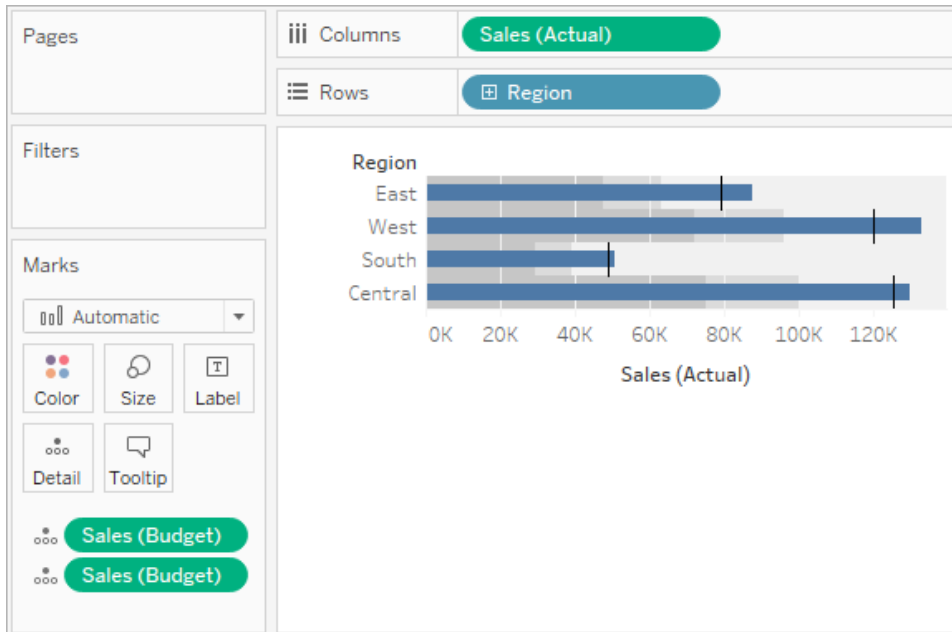 Pages
Columns
Sales (Actual)
Rows
Region
Filters
Marks
Automatic
Color
Size
T
Label
Detail
Tooltip
Sales (Budget)
Sales (Budget)
Region
East
West
South
Central
0K 20K 40K 60K 80K 100K 120K
Sales (Actual)